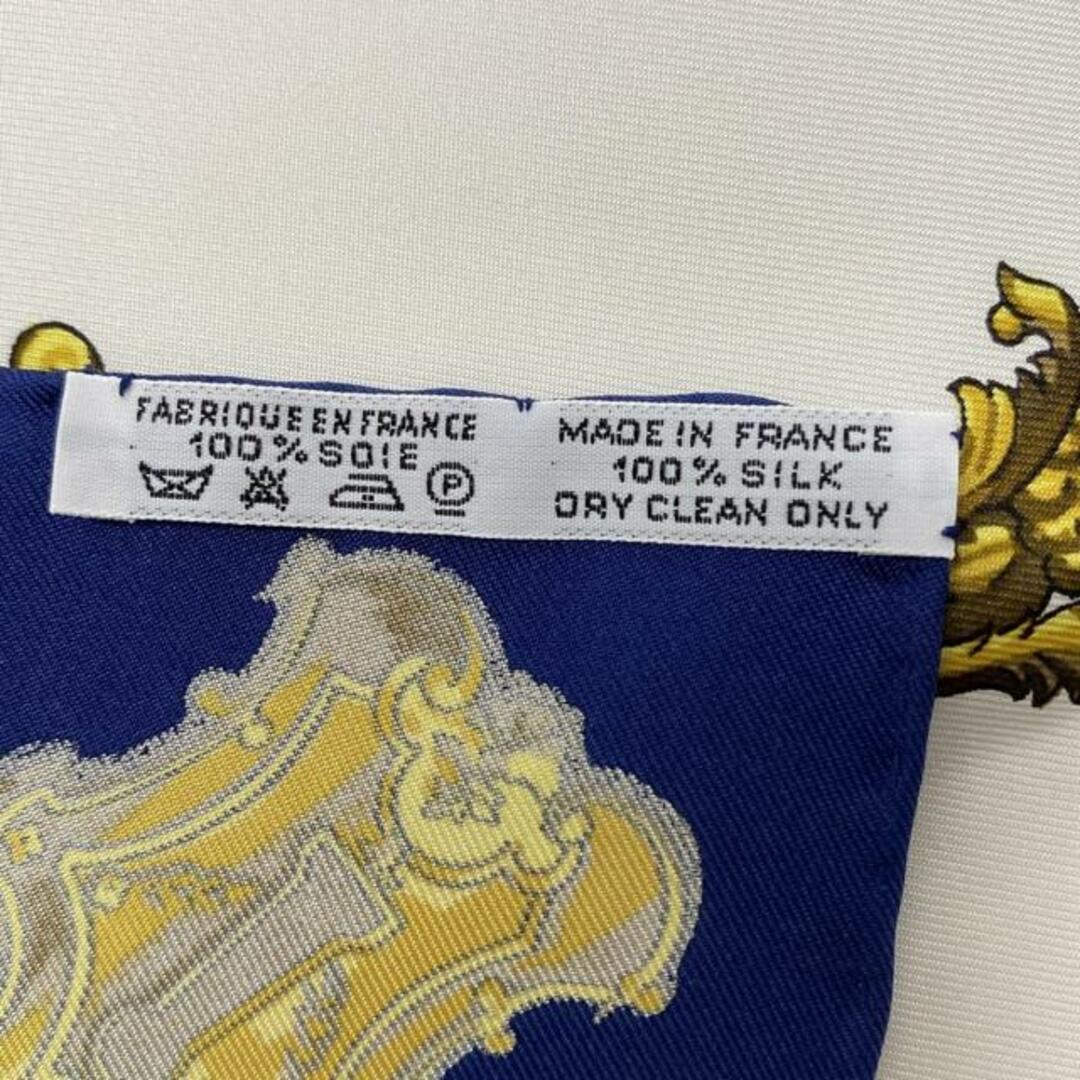 FABRIQUE EN FRANCE
100% SOIE
P
MADE IN FRANCE
100% SILK
DRY CLEAN ONLY